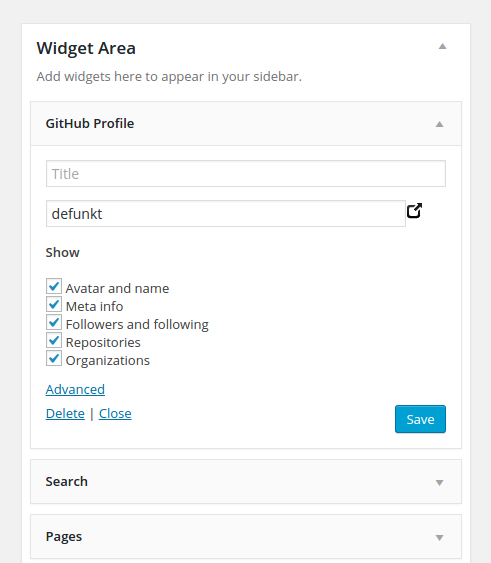 Widget Area
Add widgets here to appear in your sidebar.
GitHub Profile
Title
defunkt
Show
Avatar and name
Meta info
Followers and following
Repositories
Organizations
Advanced
Delete | Close
Save
Search
Pages